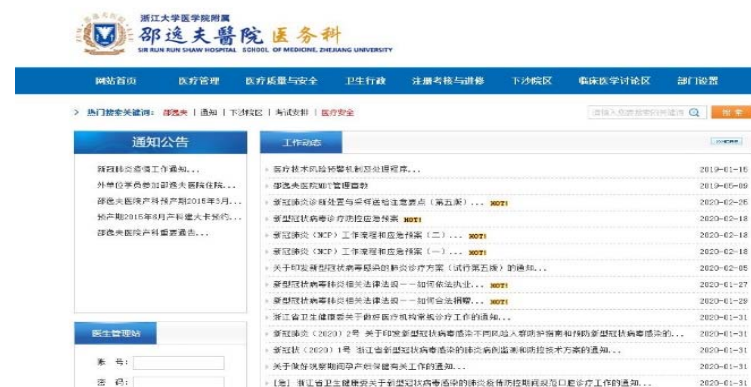 浙江大学医学院附属
邵逸夫醫院 医务科
SIR RUN RUN SHAW HOSPITAL SCHOOL OF MEDICINE, ZHEJIANG UNIVERSITY
网站首页 医疗管理 医疗质量与安全 卫生行政 注册考核与进修 下沙院区 临床医学讨论区 部门设置
热门搜索关键词: 邵逸夫 | 通知 | 下沙院区 | 考试安排 | 医疗安全
搜索
通知公告
新冠肺炎疫情工作通知...
外单位学员参加邵逸夫医院住院...
邵逸夫医院产科预产期2015年3月...
预产期2015年6月产科建大卡预约...
邵逸夫医院产科重要通告...
工作动态
医疗技术风险预警机制及处理程序... 2019-01-15
邵逸夫医院MDT管理章程 2019-05-09
新冠肺炎诊断处置与采样送检注意要点(第五版)... HOT! 2020-02-26
新型冠状病毒诊疗防控应急预案 HOT! 2020-02-18
新冠肺炎(NCP)工作流程和应急预案(二)... HOT! 2020-02-18
新冠肺炎(NCP)工作流程和应急预案(一)... HOT! 2020-02-18
关于印发新型冠状病毒感染的肺炎诊疗方案(试行第五版)的通知... 2020-02-05
新型冠状病毒肺炎相关法律法规--如何依法执业... HOT! 2020-01-27
新型冠状病毒肺炎相关法律法规--如何合法捐赠... HOT! 2020-01-29
浙江省卫生健康委关于做好医疗机构常规诊疗工作的通知... 2020-01-31
新冠肺炎(2020)2号 关于印发新型冠状病毒感染不同风险人群防护指南和预防新型冠状病毒感染的... 2020-01-31
新冠状(2020)1号 浙江省新型冠状病毒感染的肺炎病例监测和防控技术方案的通知... 2020-01-31
关于做好疫情期间孕产妇保健有关工作的通知... 2020-01-31
[急] 浙江省卫生健康委关于新型冠状病毒感染的肺炎疫情防控期间规范口腔诊疗工作的通知... 2020-01-31
医生管理站
账 号:
密 码: